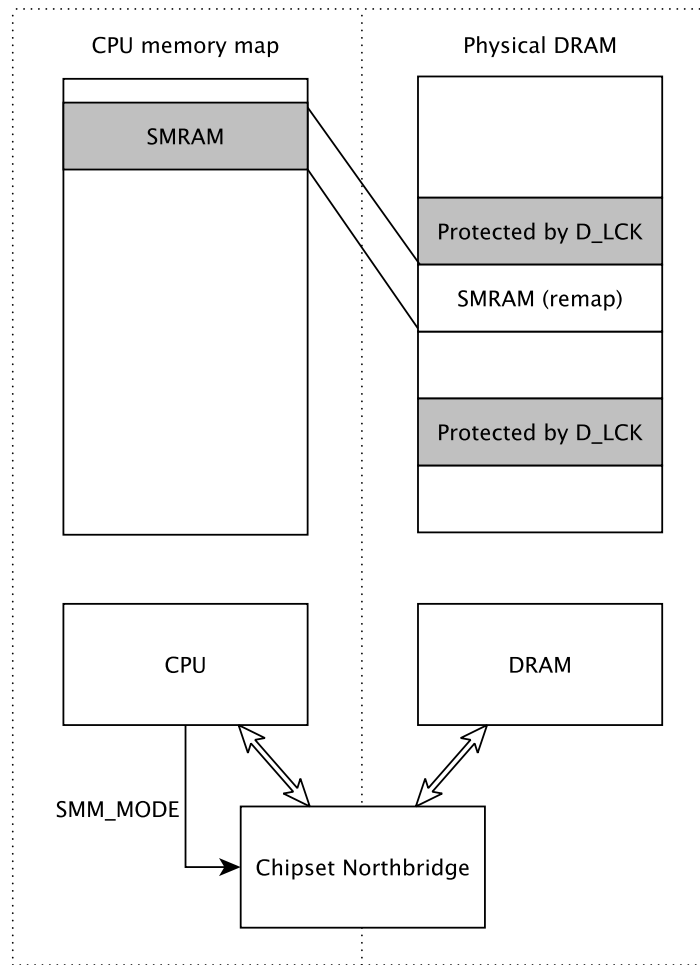 CPU memory map
Physical DRAM
SMRAM
Protected by D_LCK
SMRAM (remap)
Protected by D_LCK
CPU
DRAM
SMM_MODE
Chipset Northbridge